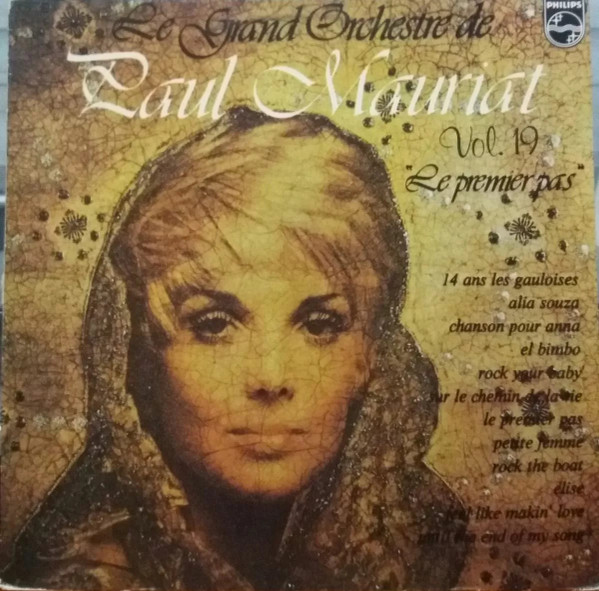 PHILIPS
Le Grand Orchestre de
Paul Mauriat
Vol. 19
"Le premier pas"
14 ans les gauloises
alia souza
chanson pour anna
el bimbo
rock your baby
sur le chemin de la vie
le premier pas
petite femme
rock the boat
élise
feel like makin' love
until the end of my song